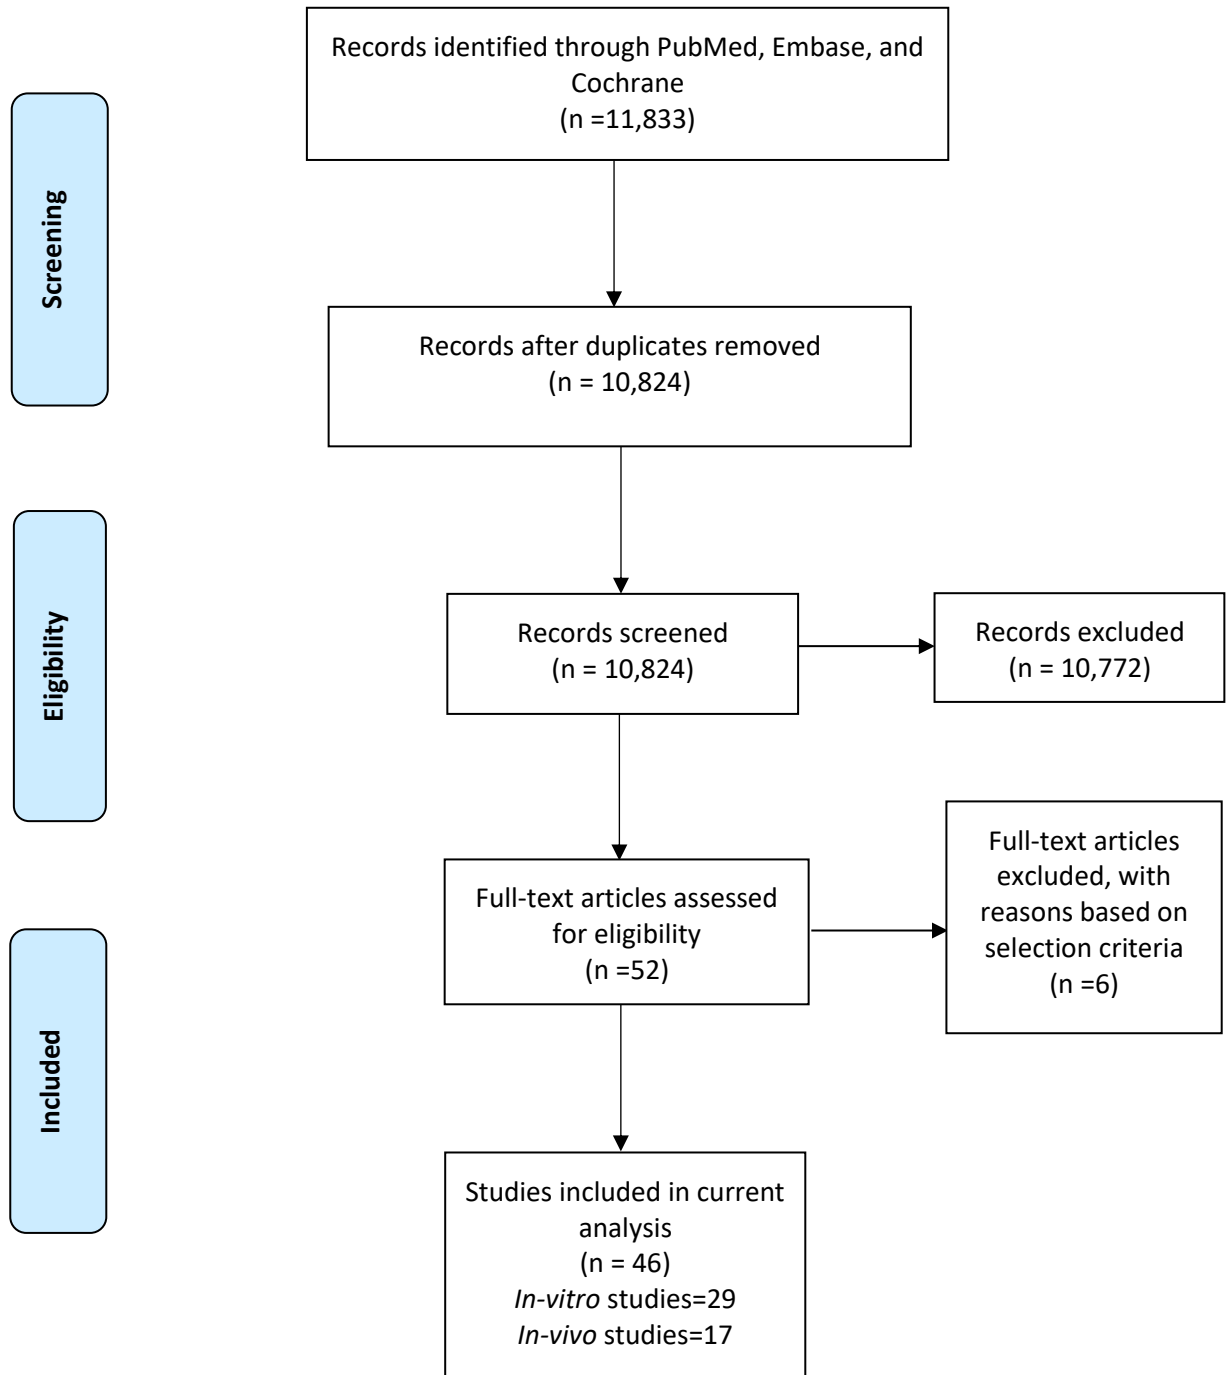 Records identified through PubMed, Embase, and
Cochrane
(n =11,833)
Screening
Records after duplicates removed
(n = 10,824)
Eligibility
Records screened
(n = 10,824)
Records excluded
(n = 10,772)
Full-text articles assessed
for eligibility
(n =52)
Full-text articles
excluded, with
reasons based on
selection criteria
(n =6)
Included
Studies included in current
analysis
(n = 46)
In-vitro studies=29
In-vivo studies=17